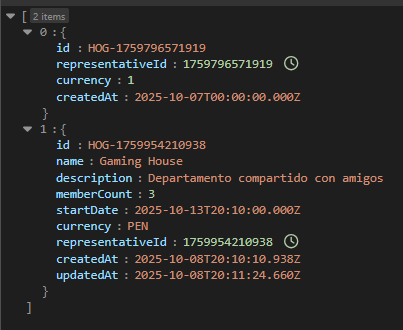 [ 2 items
0 : {
id : HOG-1759796571919
representativeId : 1759796571919
currency : 1
createdAt : 2025-10-07T00:00:00.000Z
}
1 : {
id : HOG-1759954210938
name : Gaming House
description : Departamento compartido con amigos
memberCount : 3
startDate : 2025-10-13T20:10:00.000Z
currency : PEN
representativeId : 1759954210938
createdAt : 2025-10-08T20:10:10.938Z
updatedAt : 2025-10-08T20:11:24.660Z
}
]